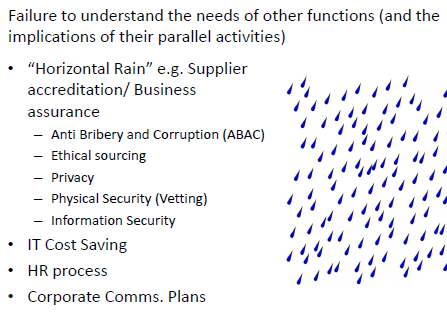 Failure to understand the needs of other functions (and the
implications of their parallel activities)
• “Horizontal Rain” e.g. Supplier
accreditation/ Business
assurance
– Anti Bribery and Corruption (ABAC)
– Ethical sourcing
– Privacy
– Physical Security (Vetting)
– Information Security
• IT Cost Saving
• HR process
• Corporate Comms. Plans